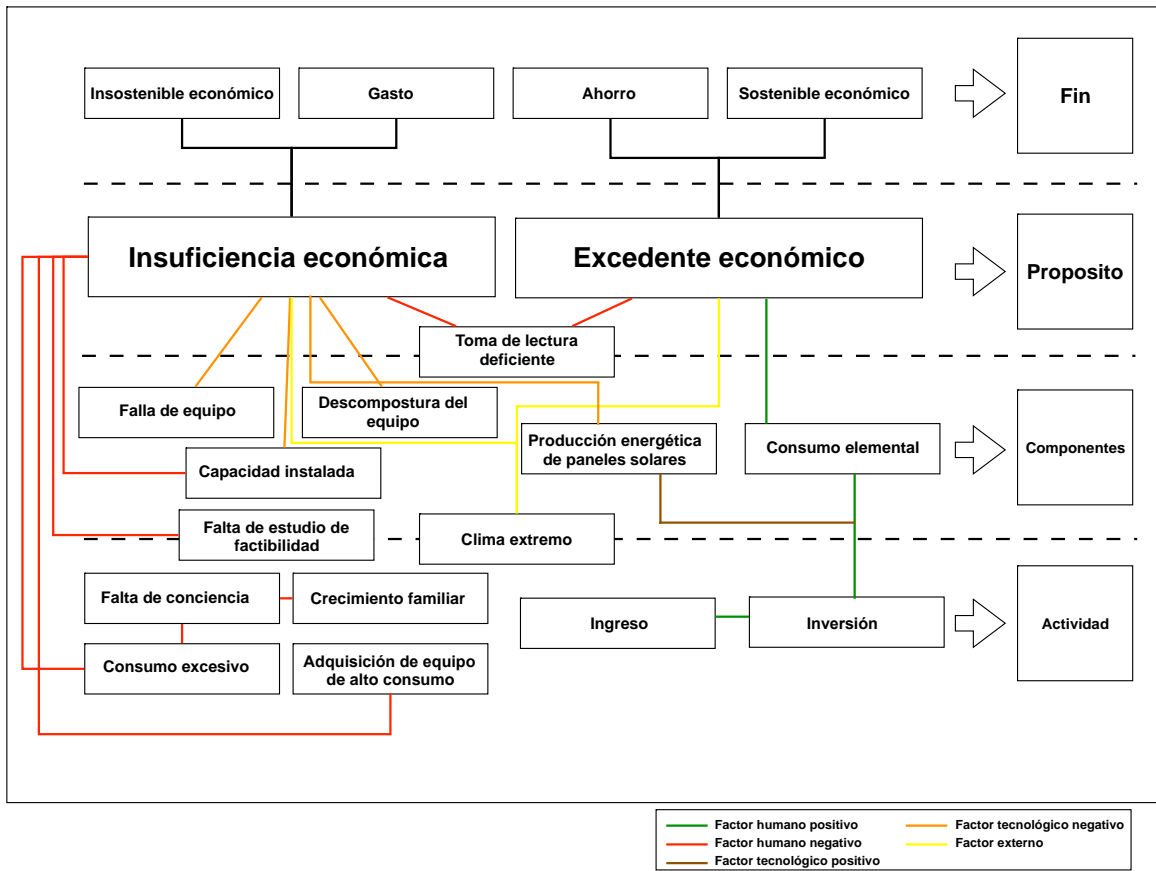 Insostenible económico
Gasto
Ahorro
Sostenible económico
Fin
Insuficiencia económica
Excedente económico
Proposito
Toma de lectura
deficiente
Falla de equipo
Descompostura del
equipo
Producción energética
de paneles solares
Consumo elemental
Componentes
Capacidad instalada
Falta de estudio de
factibilidad
Clima extremo
Falta de conciencia
Crecimiento familiar
Ingreso
Inversión
Actividad
Consumo excesivo
Adquisición de equipo
de alto consumo
Factor humano positivo
Factor humano negativo
Factor tecnológico positivo
Factor tecnológico negativo
Factor externo